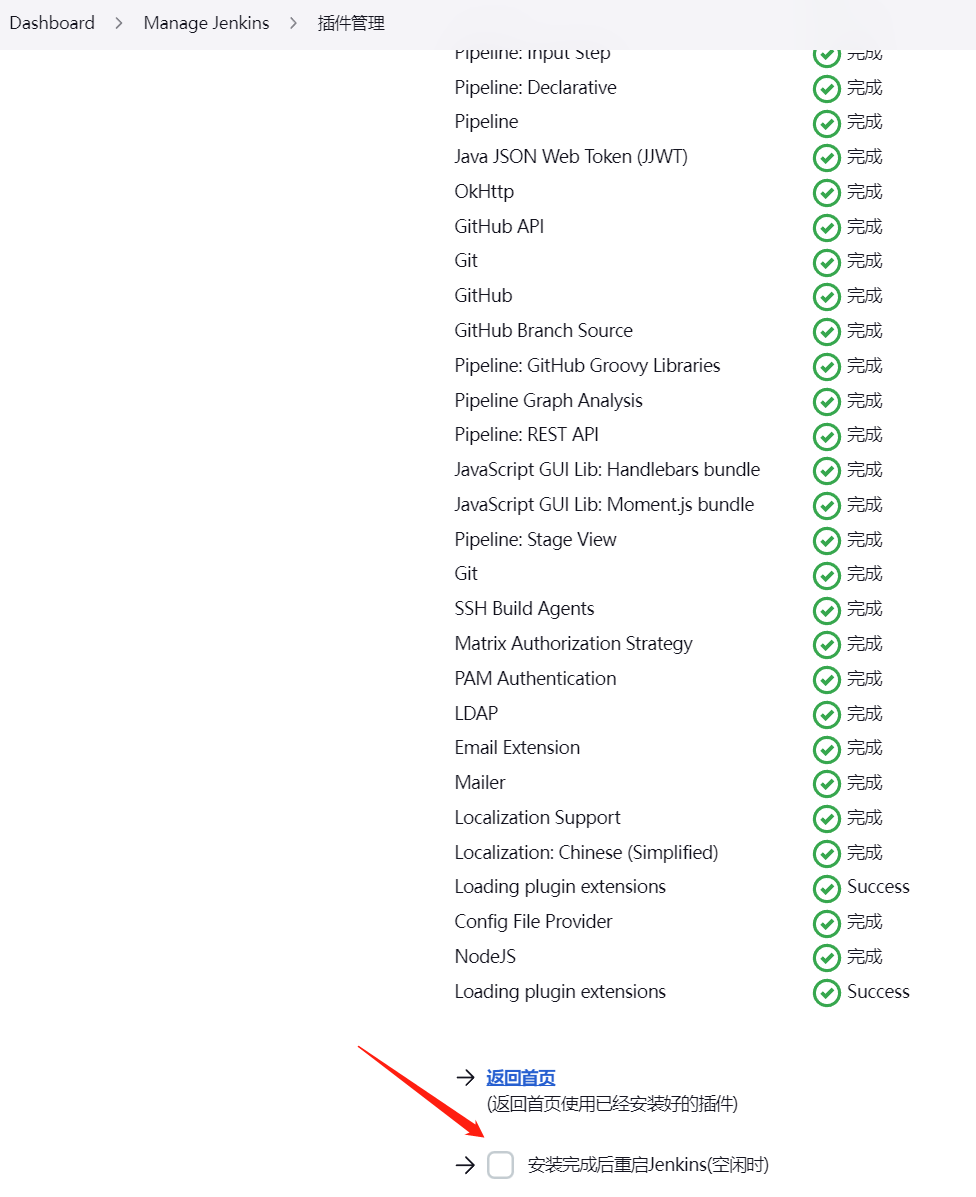 Dashboard > Manage Jenkins > 插件管理
Pipeline: Input Step 完成
Pipeline: Declarative 完成
Pipeline 完成
Java JSON Web Token (JJWT) 完成
OkHttp 完成
GitHub API 完成
Git 完成
GitHub 完成
GitHub Branch Source 完成
Pipeline: GitHub Groovy Libraries 完成
Pipeline Graph Analysis 完成
Pipeline: REST API 完成
JavaScript GUI Lib: Handlebars bundle 完成
JavaScript GUI Lib: Moment.js bundle 完成
Pipeline: Stage View 完成
Git 完成
SSH Build Agents 完成
Matrix Authorization Strategy 完成
PAM Authentication 完成
LDAP 完成
Email Extension 完成
Mailer 完成
Localization Support 完成
Localization: Chinese (Simplified) 完成
Loading plugin extensions Success
Config File Provider 完成
NodeJS 完成
Loading plugin extensions Success
返回首页
(返回首页使用已经安装好的插件)
安装完成后重启Jenkins(空闲时)